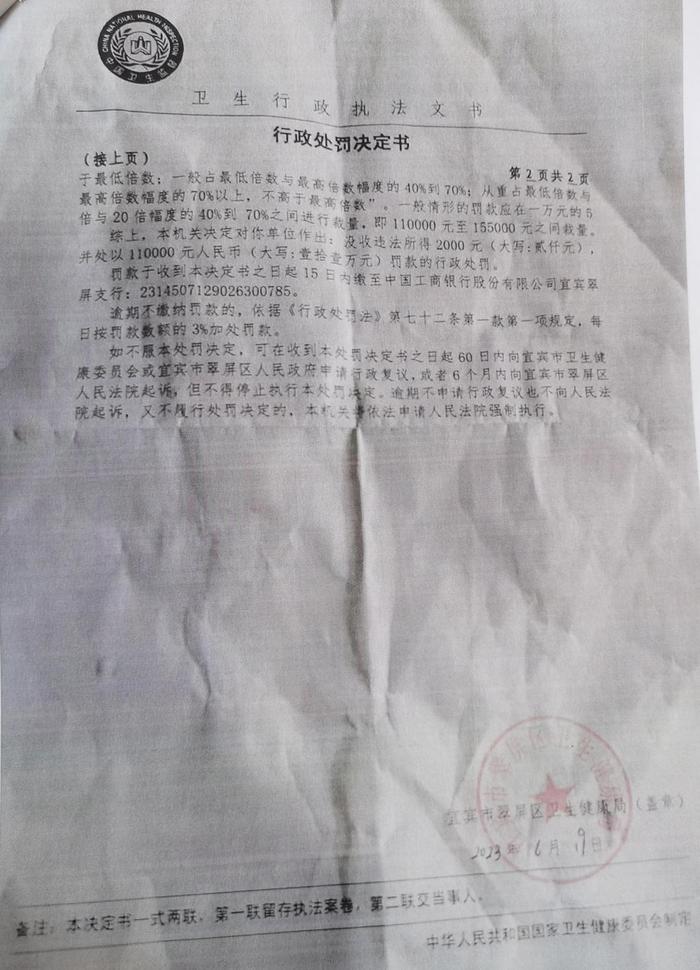 CHINA NATIONAL HEALTH INSPECTION
中国卫生监督
卫生行政执法文书
行政处罚决定书
(接上页)
第2页共2页
于最低倍数；一般占最低倍数与最高倍数幅度的40%到70%；从重占最低倍数与
最高倍数幅度的70%以上，不高于最高倍数”。一般情形的罚款应在一万元的5
倍与20倍幅度的40%到 70%之间进行裁量，即110000元至155000元之间裁量。
综上，本机关决定对你单位作出：没收违法所得2000元（大写:贰仟元），
并处以110000元人民币（大写:壹拾壹万元）罚款的行政处罚。
罚款于收到本决定书之日起15日内缴至中国工商银行股份有限公司宜宾翠
屏支行：2314507129026300785。
逾期不缴纳罚款的，依据《行政处罚法》第七十二条第一款第一项规定，每
日按罚款数额的3%加处罚款。
如不服本处罚决定，可在收到本处罚决定书之日起60日内向宜宾市卫生健
康委员会或宜宾市翠屏区人民政府申请行政复议，或者6个月内向宜宾市翠屏区
人民法院起诉，但不得停止执行本处罚决定。逾期不申请行政复议也不向人民法
院起诉，又不履行处罚决定的，本机关将依法申请人民法院强制执行。
宜宾市翠屏区卫生健康局（盖章）
2023年6月19日
备注：本决定书一式两联，第一联留存执法案卷，第二联交当事人。
中华人民共和国国家卫生健康委员会制定